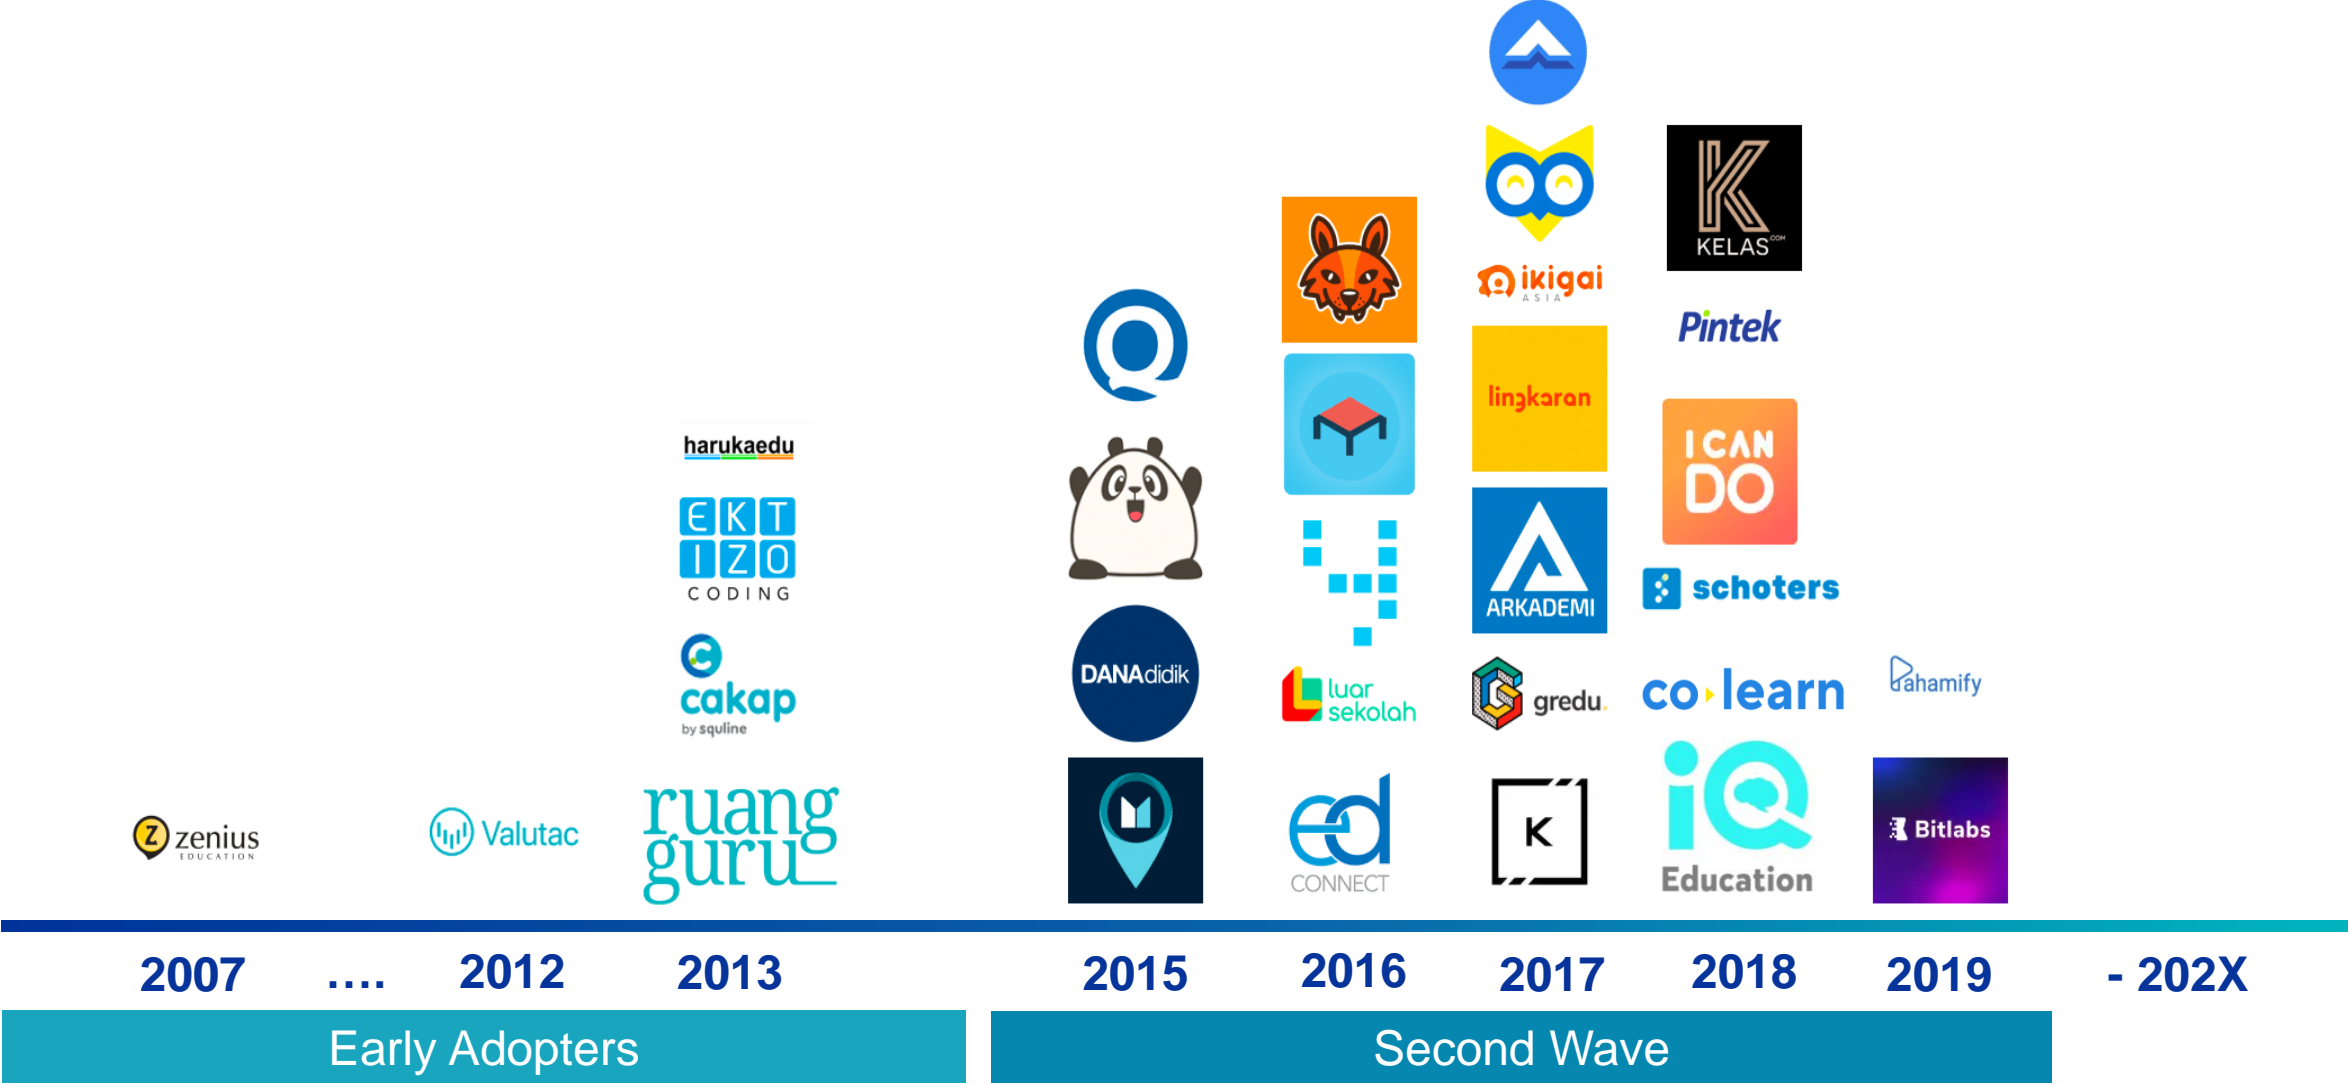 KELAS.COM
ikigai
ASIA
Pintek
lingkaran
I CAN
DO
harukaedu
EKT
IZO
CODING
ARKADEMI
schoters
cakap
by squline
DANAdidik
luar
sekolah
gredu.
co learn
Pahamify
Z zenius
EDUCATION
Valutac
ruang
guru
ed
CONNECT
K
iQ
Education
Bitlabs
2007 .... 2012 2013 2015 2016 2017 2018 2019 - 202X
Early Adopters Second Wave